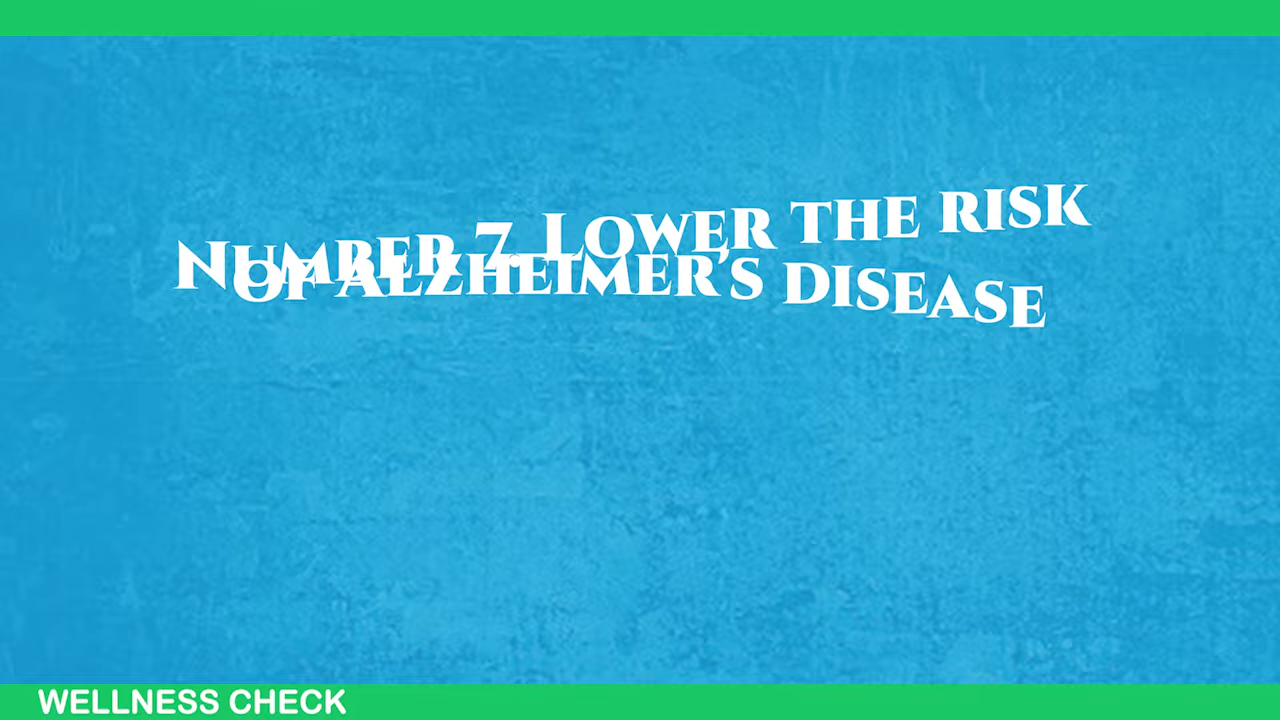 Number 7. Lower the risk
of Alzheimer's Disease
WELLNESS CHECK